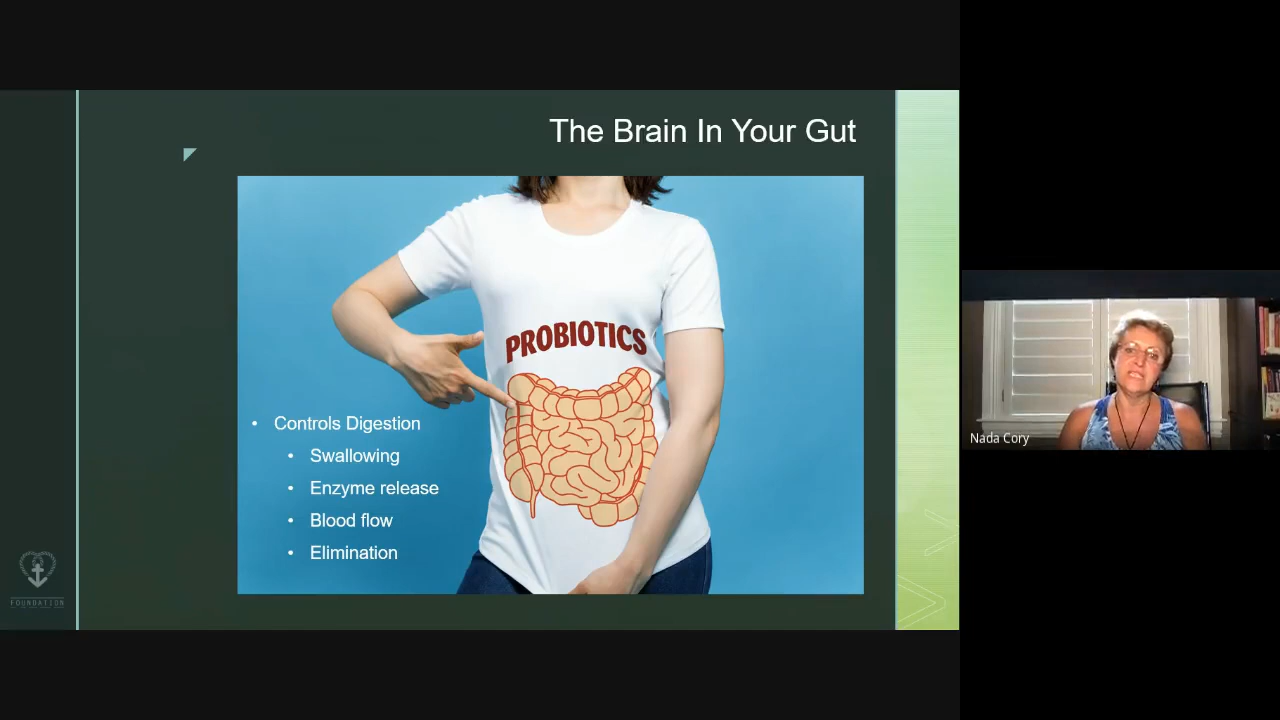 The Brain In Your Gut
PROBIOTICS
• Controls Digestion
• Swallowing
• Enzyme release
• Blood flow
• Elimination
FOUNDATION
Nada Cory